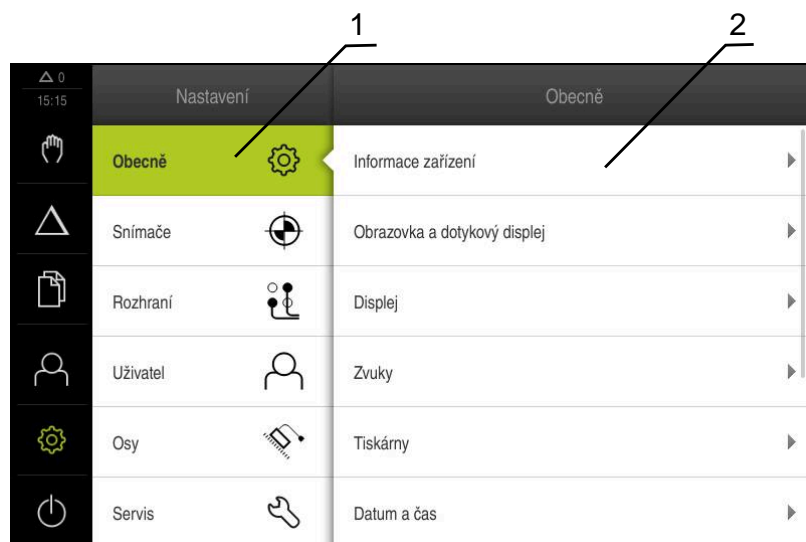 1
2
0
15:15
Nastavení
Obecně
Obecně
Informace zařízení
Snímače
Obrazovka a dotykový displej
Rozhraní
Displej
Uživatel
Zvuky
Osy
Tiskárny
Servis
Datum a čas